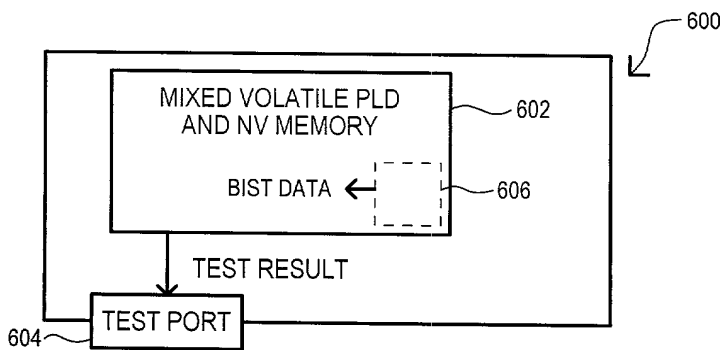 600
MIXED VOLATILE PLD
AND NV MEMORY
602
BIST DATA
606
TEST RESULT
TEST PORT
604